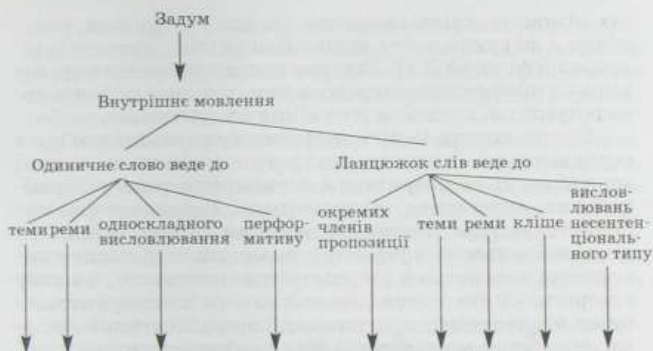 Задум
Внутрішнє мовлення
Одиничне слово веде до
Ланцюжок слів веде до
теми
реми
односкладного
висловлювання
перфор-
мативу
окремих
членів
пропозиції
теми
реми
кліше
вислов-
лювань
несентен-
ціональ-
ного типу